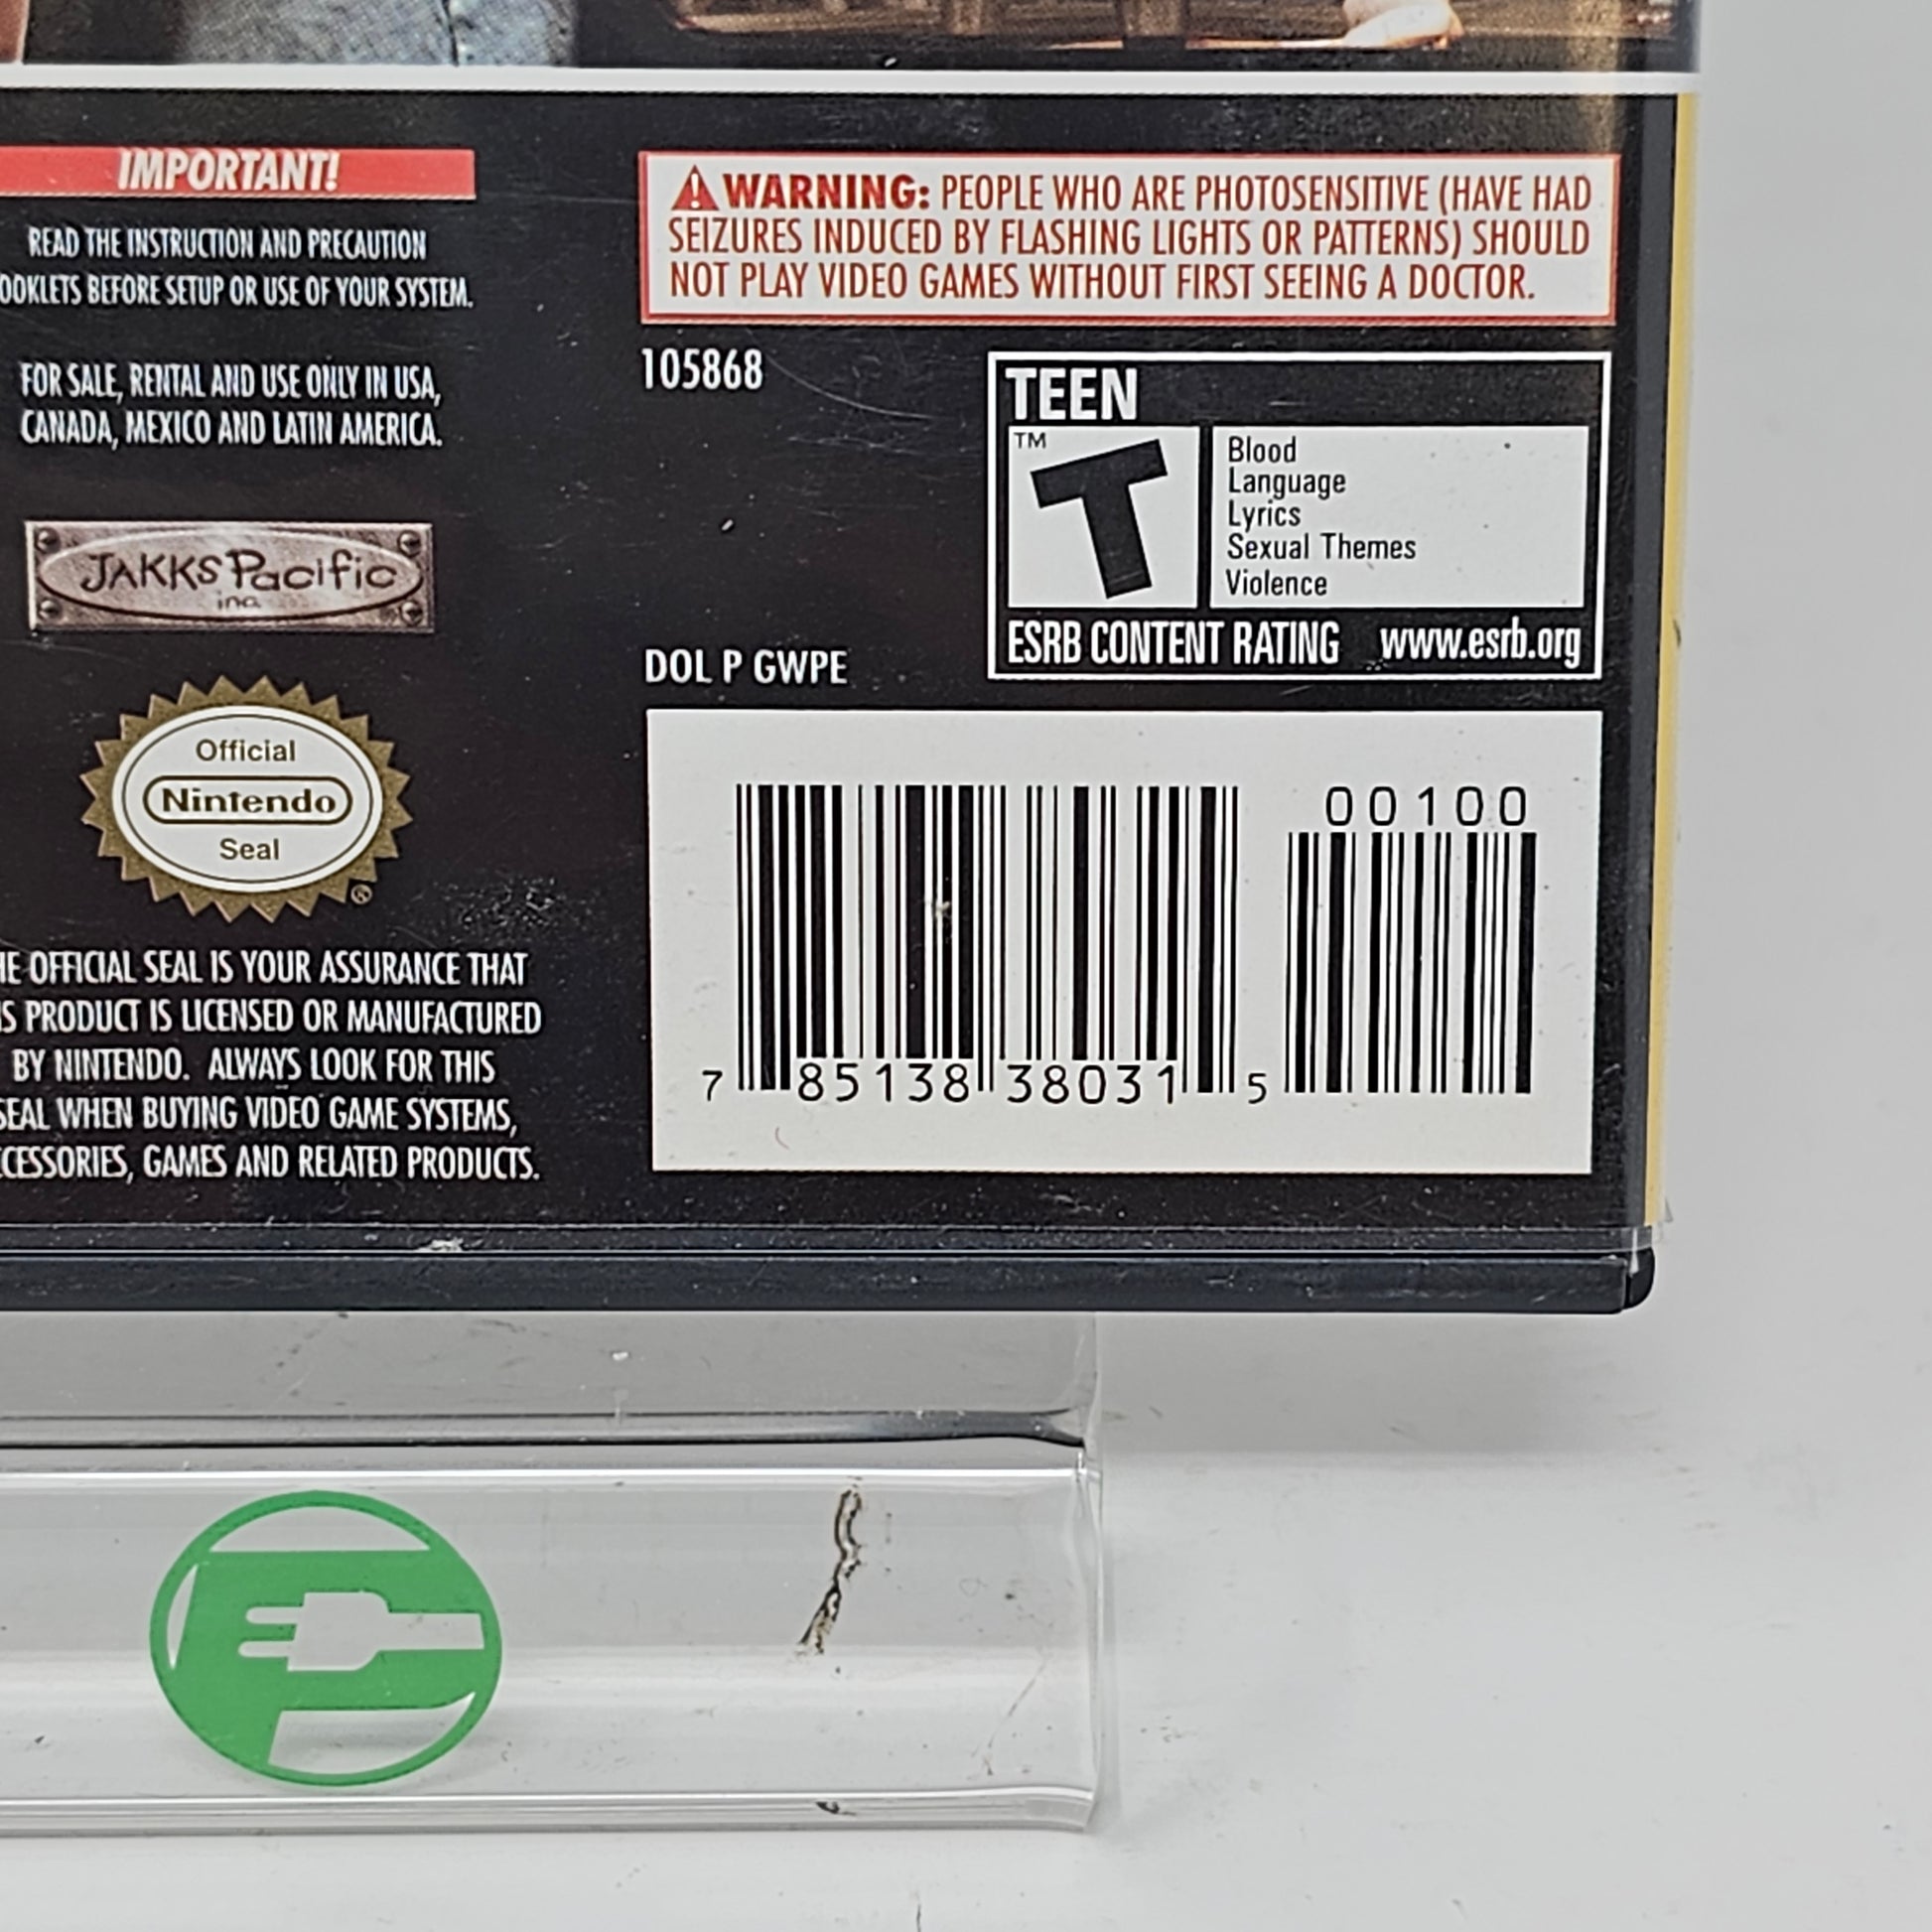 IMPORTANT!
READ THE INSTRUCTION AND PRECAUTION
OOKLETS BEFORE SETUP OR USE OF YOUR SYSTEM.
FOR SALE, RENTAL AND USE ONLY IN USA,
CANADA, MEXICO AND LATIN AMERICA.
JAKKS Pacific
inc.
Official
Nintendo
Seal
®
HE OFFICIAL SEAL IS YOUR ASSURANCE THAT
IS PRODUCT IS LICENSED OR MANUFACTURED
BY NINTENDO. ALWAYS LOOK FOR THIS
SEAL WHEN BUYING VIDEO GAME SYSTEMS,
CCESSORIES, GAMES AND RELATED PRODUCTS.
WARNING: PEOPLE WHO ARE PHOTOSENSITIVE (HAVE HAD
SEIZURES INDUCED BY FLASHING LIGHTS OR PATTERNS) SHOULD
NOT PLAY VIDEO GAMES WITHOUT FIRST SEEING A DOCTOR.
105868
TEEN
TM
T
Blood
Language
Lyrics
Sexual Themes
Violence
ESRB CONTENT RATING www.esrb.org
DOL P GWPE
00100
7 85138 38031 5